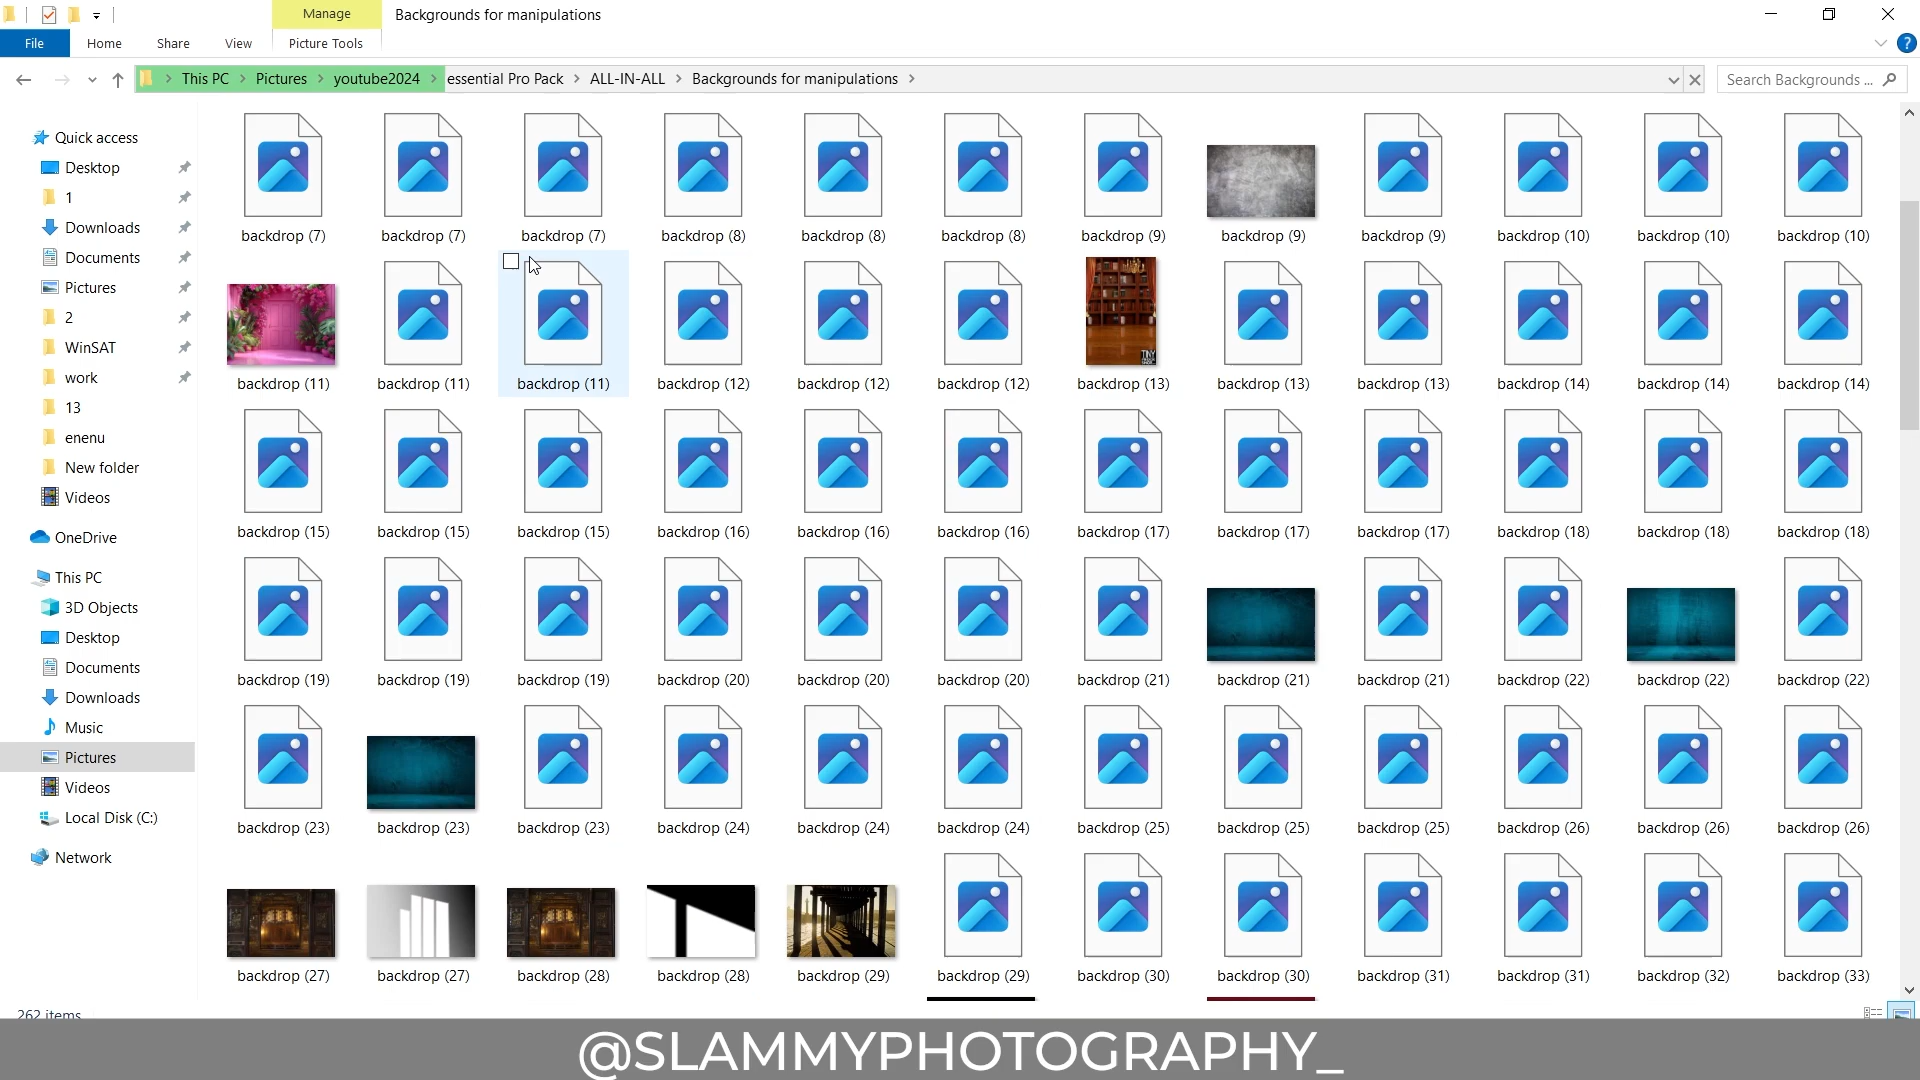 Manage
Backgrounds for manipulations
File
Home
Share
View
Picture Tools
This PC
Pictures
youtube2024
essential Pro Pack
ALL-IN-ALL
Backgrounds for manipulations
Search Backgrounds ...
Quick access
Desktop
1
Downloads
Documents
Pictures
2
WinSAT
work
13
enenu
New folder
Videos
OneDrive
This PC
3D Objects
Desktop
Documents
Downloads
Music
Pictures
Videos
Local Disk (C:)
Network
backdrop (7)
backdrop (7)
backdrop (7)
backdrop (8)
backdrop (8)
backdrop (8)
backdrop (9)
backdrop (9)
backdrop (9)
backdrop (10)
backdrop (10)
backdrop (10)
backdrop (11)
backdrop (11)
backdrop (11)
backdrop (12)
backdrop (12)
backdrop (12)
backdrop (13)
backdrop (13)
backdrop (13)
backdrop (14)
backdrop (14)
backdrop (14)
backdrop (15)
backdrop (15)
backdrop (15)
backdrop (16)
backdrop (16)
backdrop (16)
backdrop (17)
backdrop (17)
backdrop (17)
backdrop (18)
backdrop (18)
backdrop (18)
backdrop (19)
backdrop (19)
backdrop (19)
backdrop (20)
backdrop (20)
backdrop (20)
backdrop (21)
backdrop (21)
backdrop (21)
backdrop (22)
backdrop (22)
backdrop (22)
backdrop (23)
backdrop (23)
backdrop (23)
backdrop (24)
backdrop (24)
backdrop (24)
backdrop (25)
backdrop (25)
backdrop (25)
backdrop (26)
backdrop (26)
backdrop (26)
backdrop (27)
backdrop (27)
backdrop (28)
backdrop (28)
backdrop (29)
backdrop (29)
backdrop (30)
backdrop (30)
backdrop (31)
backdrop (31)
backdrop (32)
backdrop (33)
262 items
@SLAMMYPHOTOGRAPHY_